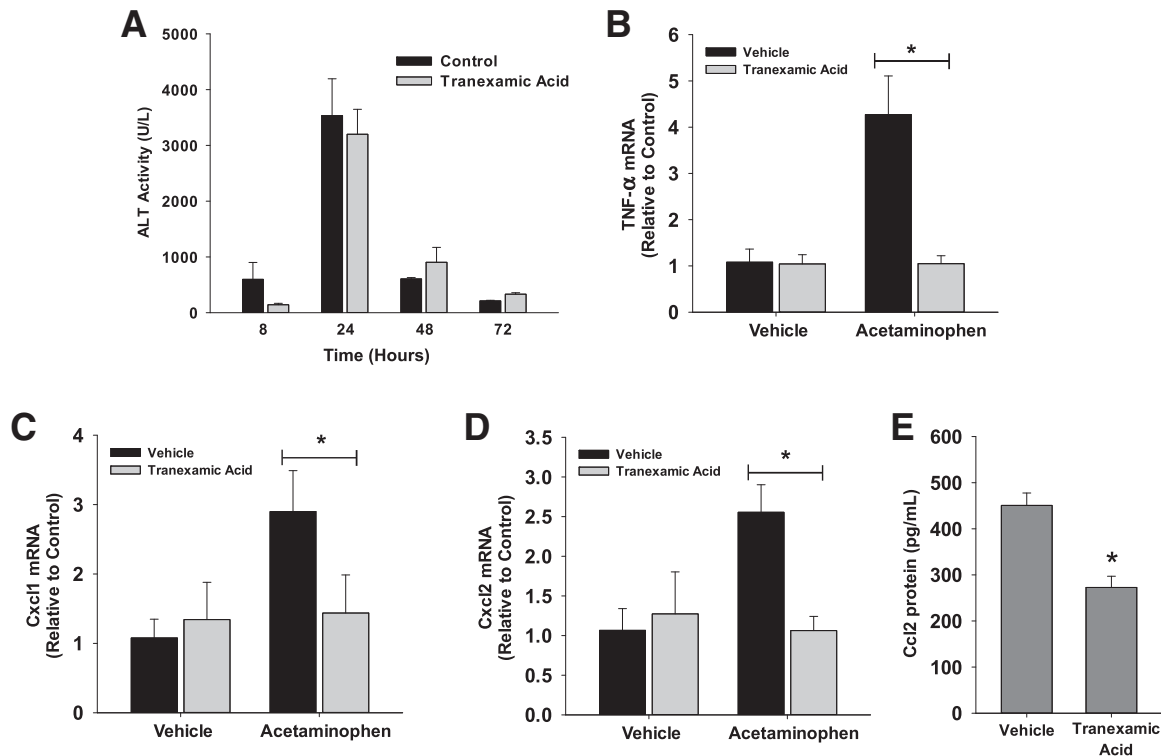 A
5000
4000
3000
2000
1000
0
ALT Activity (U/L)
Control
Tranexamic Acid
8 24 48 72
Time (Hours)
B
6
5
4
3
2
1
0
TNF-α mRNA
(Relative to Control)
Vehicle
Tranexamic Acid
*
Vehicle Acetaminophen
C
4
3
2
1
0
Cxcl1 mRNA
(Relative to Control)
Vehicle
Tranexamic Acid
*
Vehicle Acetaminophen
D
3.5
3.0
2.5
2.0
1.5
1.0
0.5
0.0
Cxcl2 mRNA
(Relative to Control)
Vehicle
Tranexamic Acid
*
Vehicle Acetaminophen
E
600
500
400
300
200
100
0
Ccl2 protein (pg/mL)
*
Vehicle Tranexamic
Acid